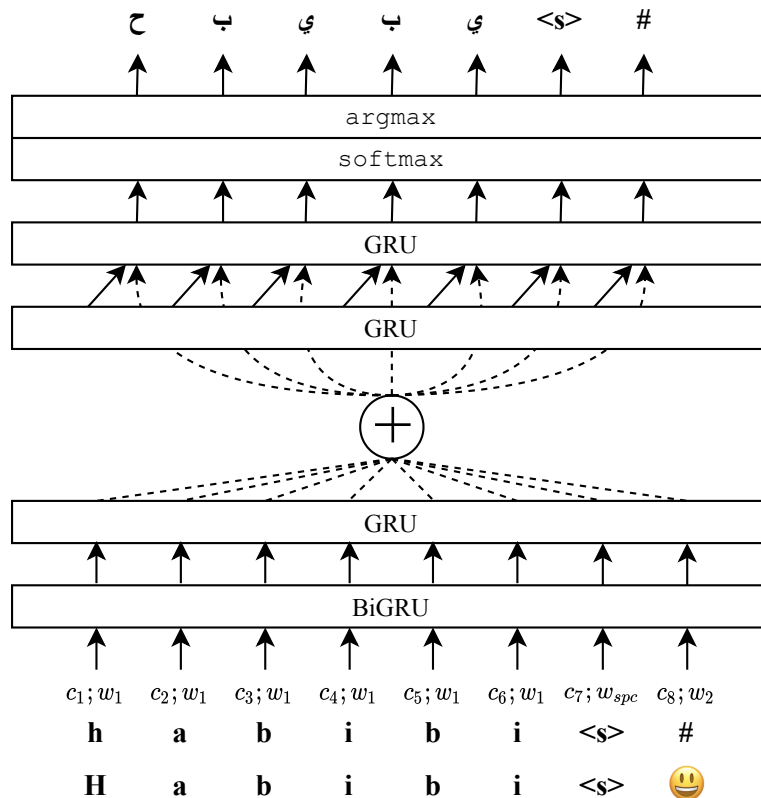 ح ب ي ب ي <s> #
argmax
softmax
GRU
GRU
+
GRU
BiGRU
c₁;w₁ c₂;w₁ c₃;w₁ c₄;w₁ c₅;w₁ c₆;w₁ c₇;wₛₚc c₈;w₂
h a b i b i <s> #
H a b i b i <s> 😃